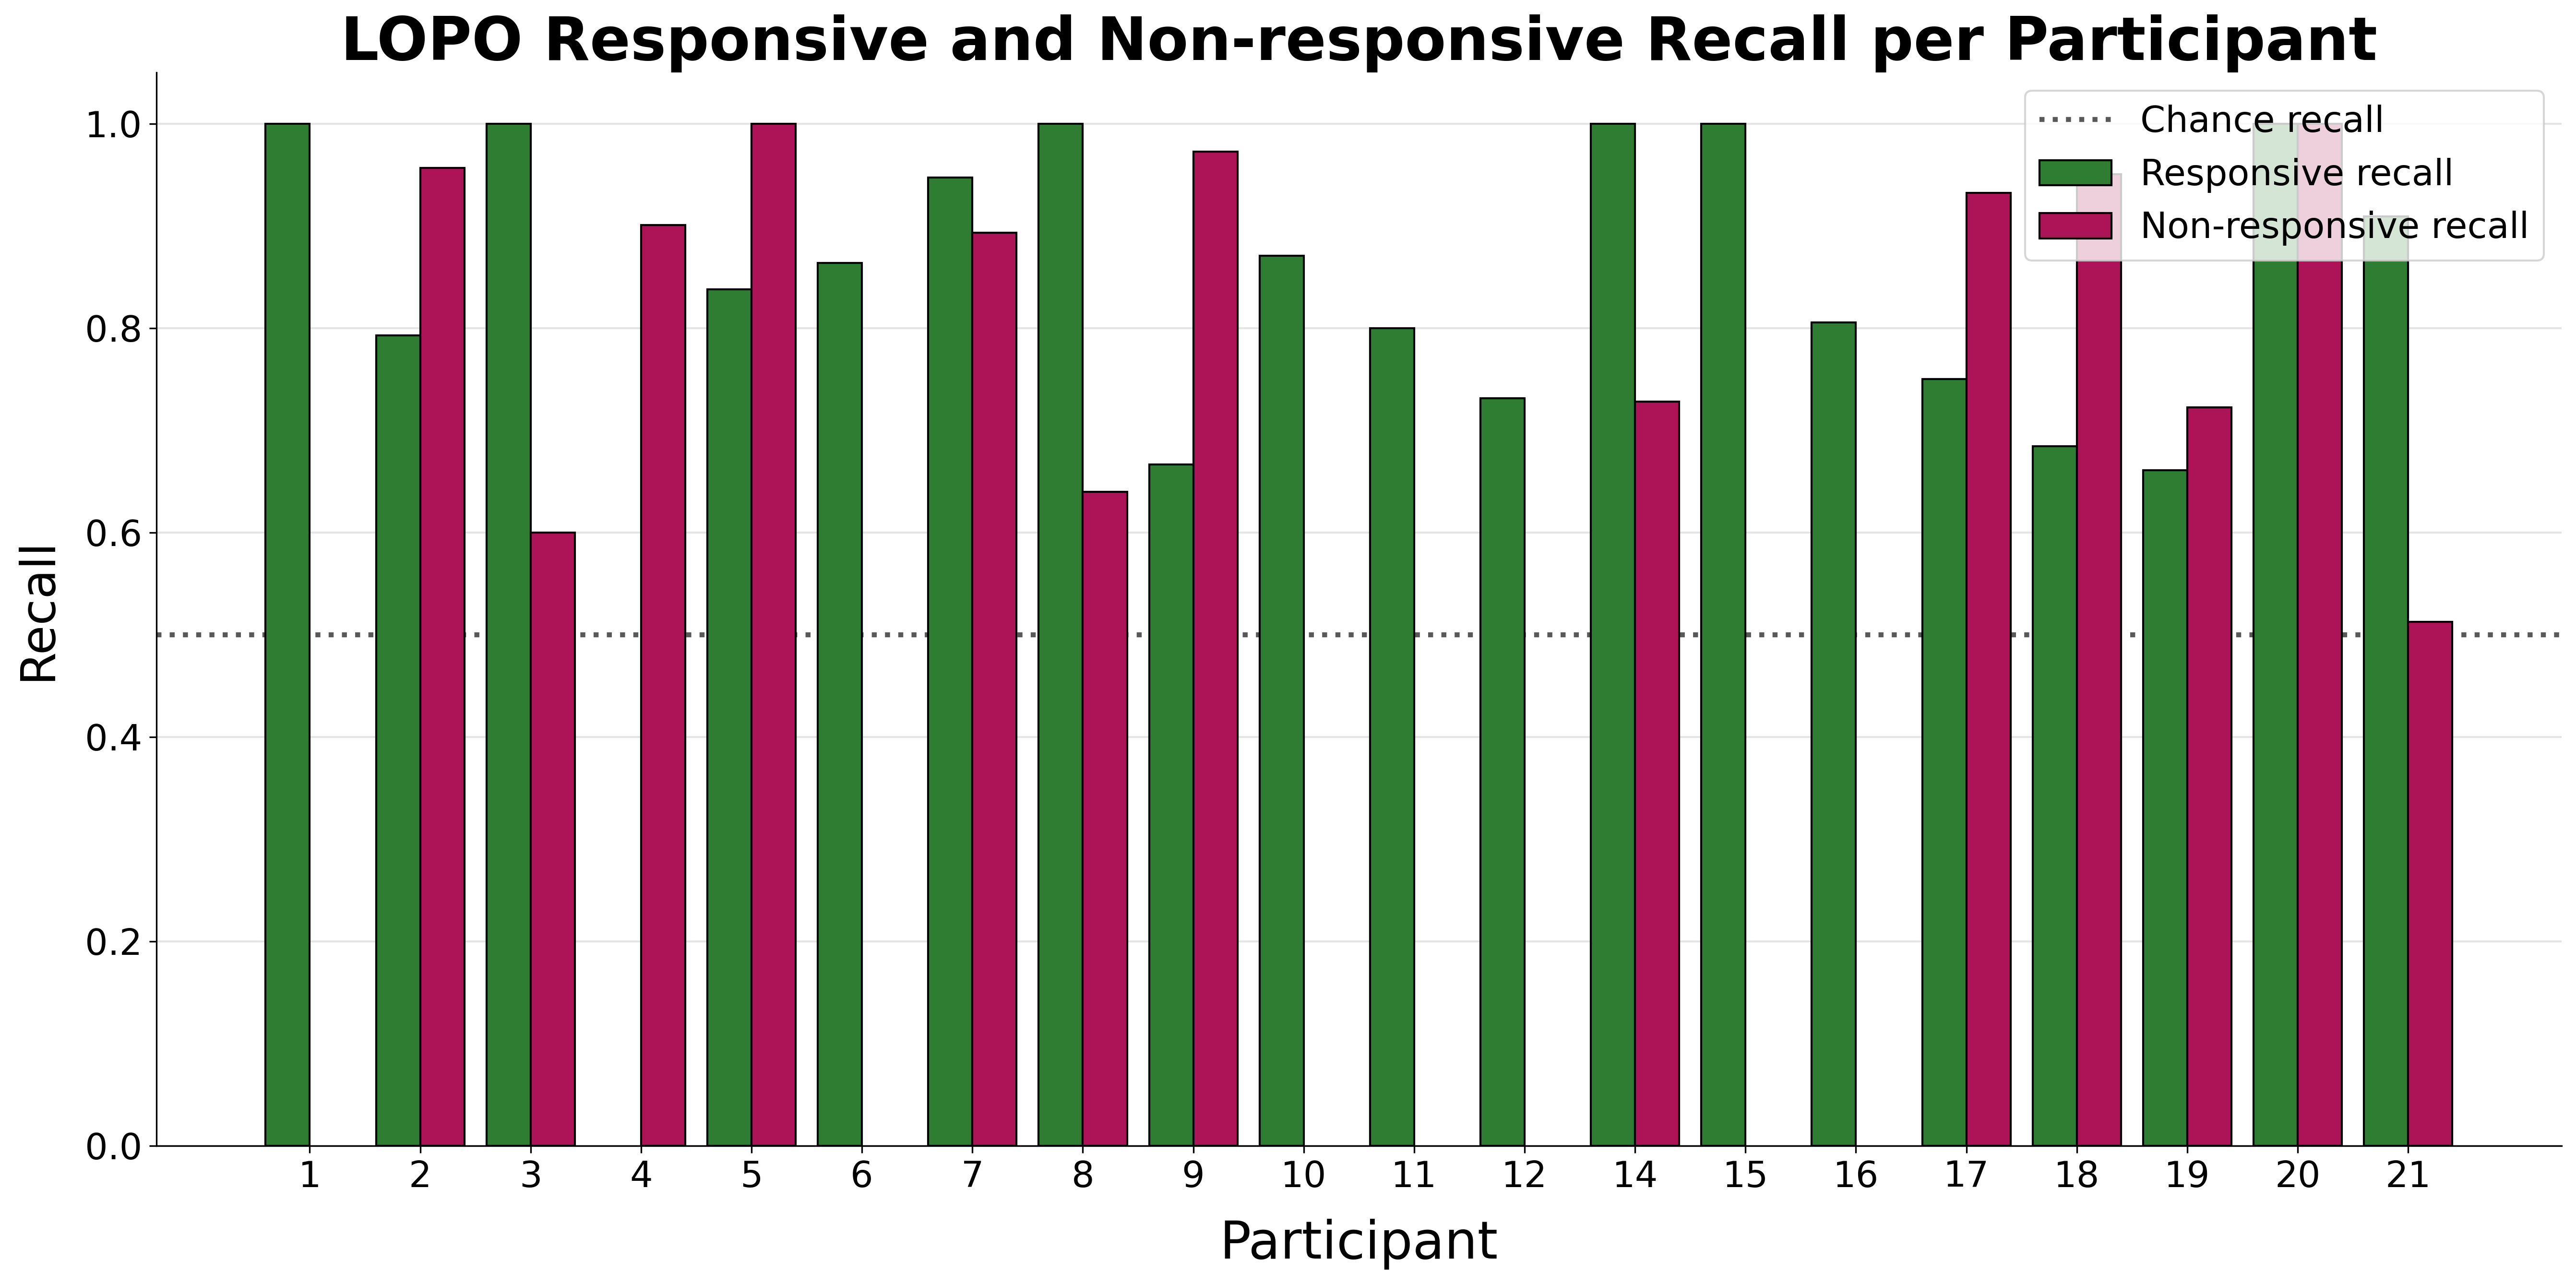 LOPO Responsive and Non-responsive Recall per Participant
Chance recall
Responsive recall
Non-responsive recall
1.0
0.8
0.6
0.4
0.2
0.0
Recall
1 2 3 4 5 6 7 8 9 10 11 12 14 15 16 17 18 19 20 21
Participant